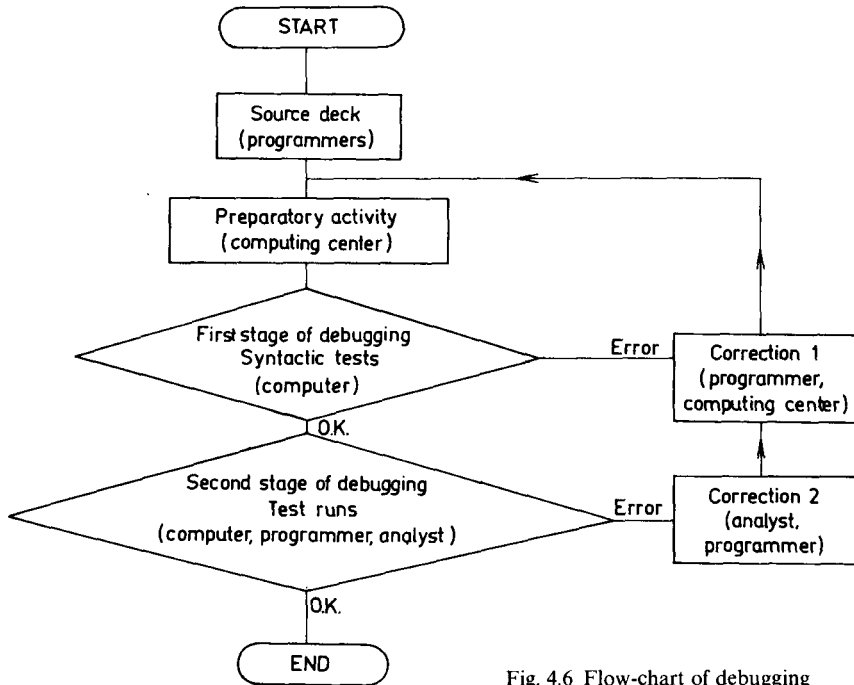 START
Source deck
(programmers)
Preparatory activity
(computing center)
First stage of debugging
Syntactic tests
(computer)
Error
Correction 1
(programmer,
computing center)
O.K.
Second stage of debugging
Test runs
(computer, programmer, analyst)
Error
Correction 2
(analyst,
programmer)
O.K.
END
Fig. 4.6 Flow-chart of debugging